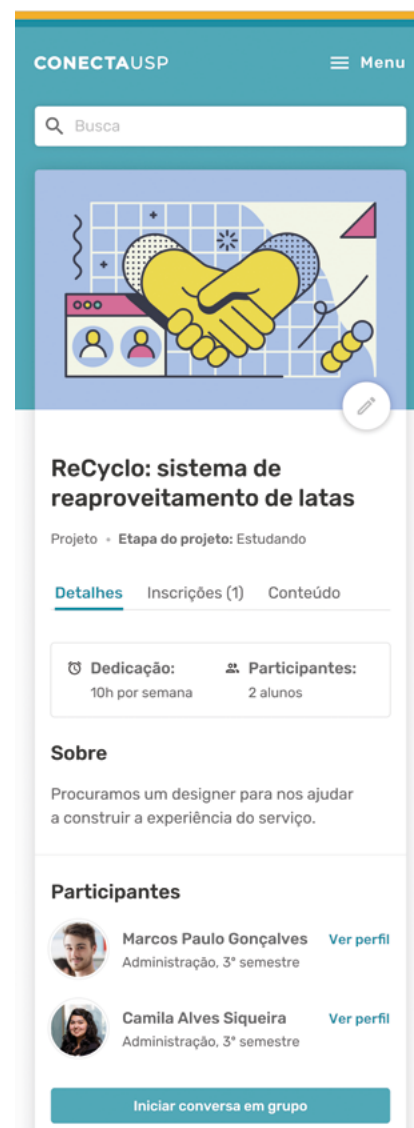 CONECTAUSP
Menu
Busca
ReCyclo: sistema de
reaproveitamento de latas
Projeto • Etapa do projeto: Estudando
Detalhes Inscrições (1) Conteúdo
Dedicação: Participantes:
10h por semana 2 alunos
Sobre
Procuramos um designer para nos ajudar
a construir a experiência do serviço.
Participantes
Marcos Paulo Gonçalves Ver perfil
Administração, 3° semestre
Camila Alves Siqueira Ver perfil
Administração, 3° semestre
Iniciar conversa em grupo